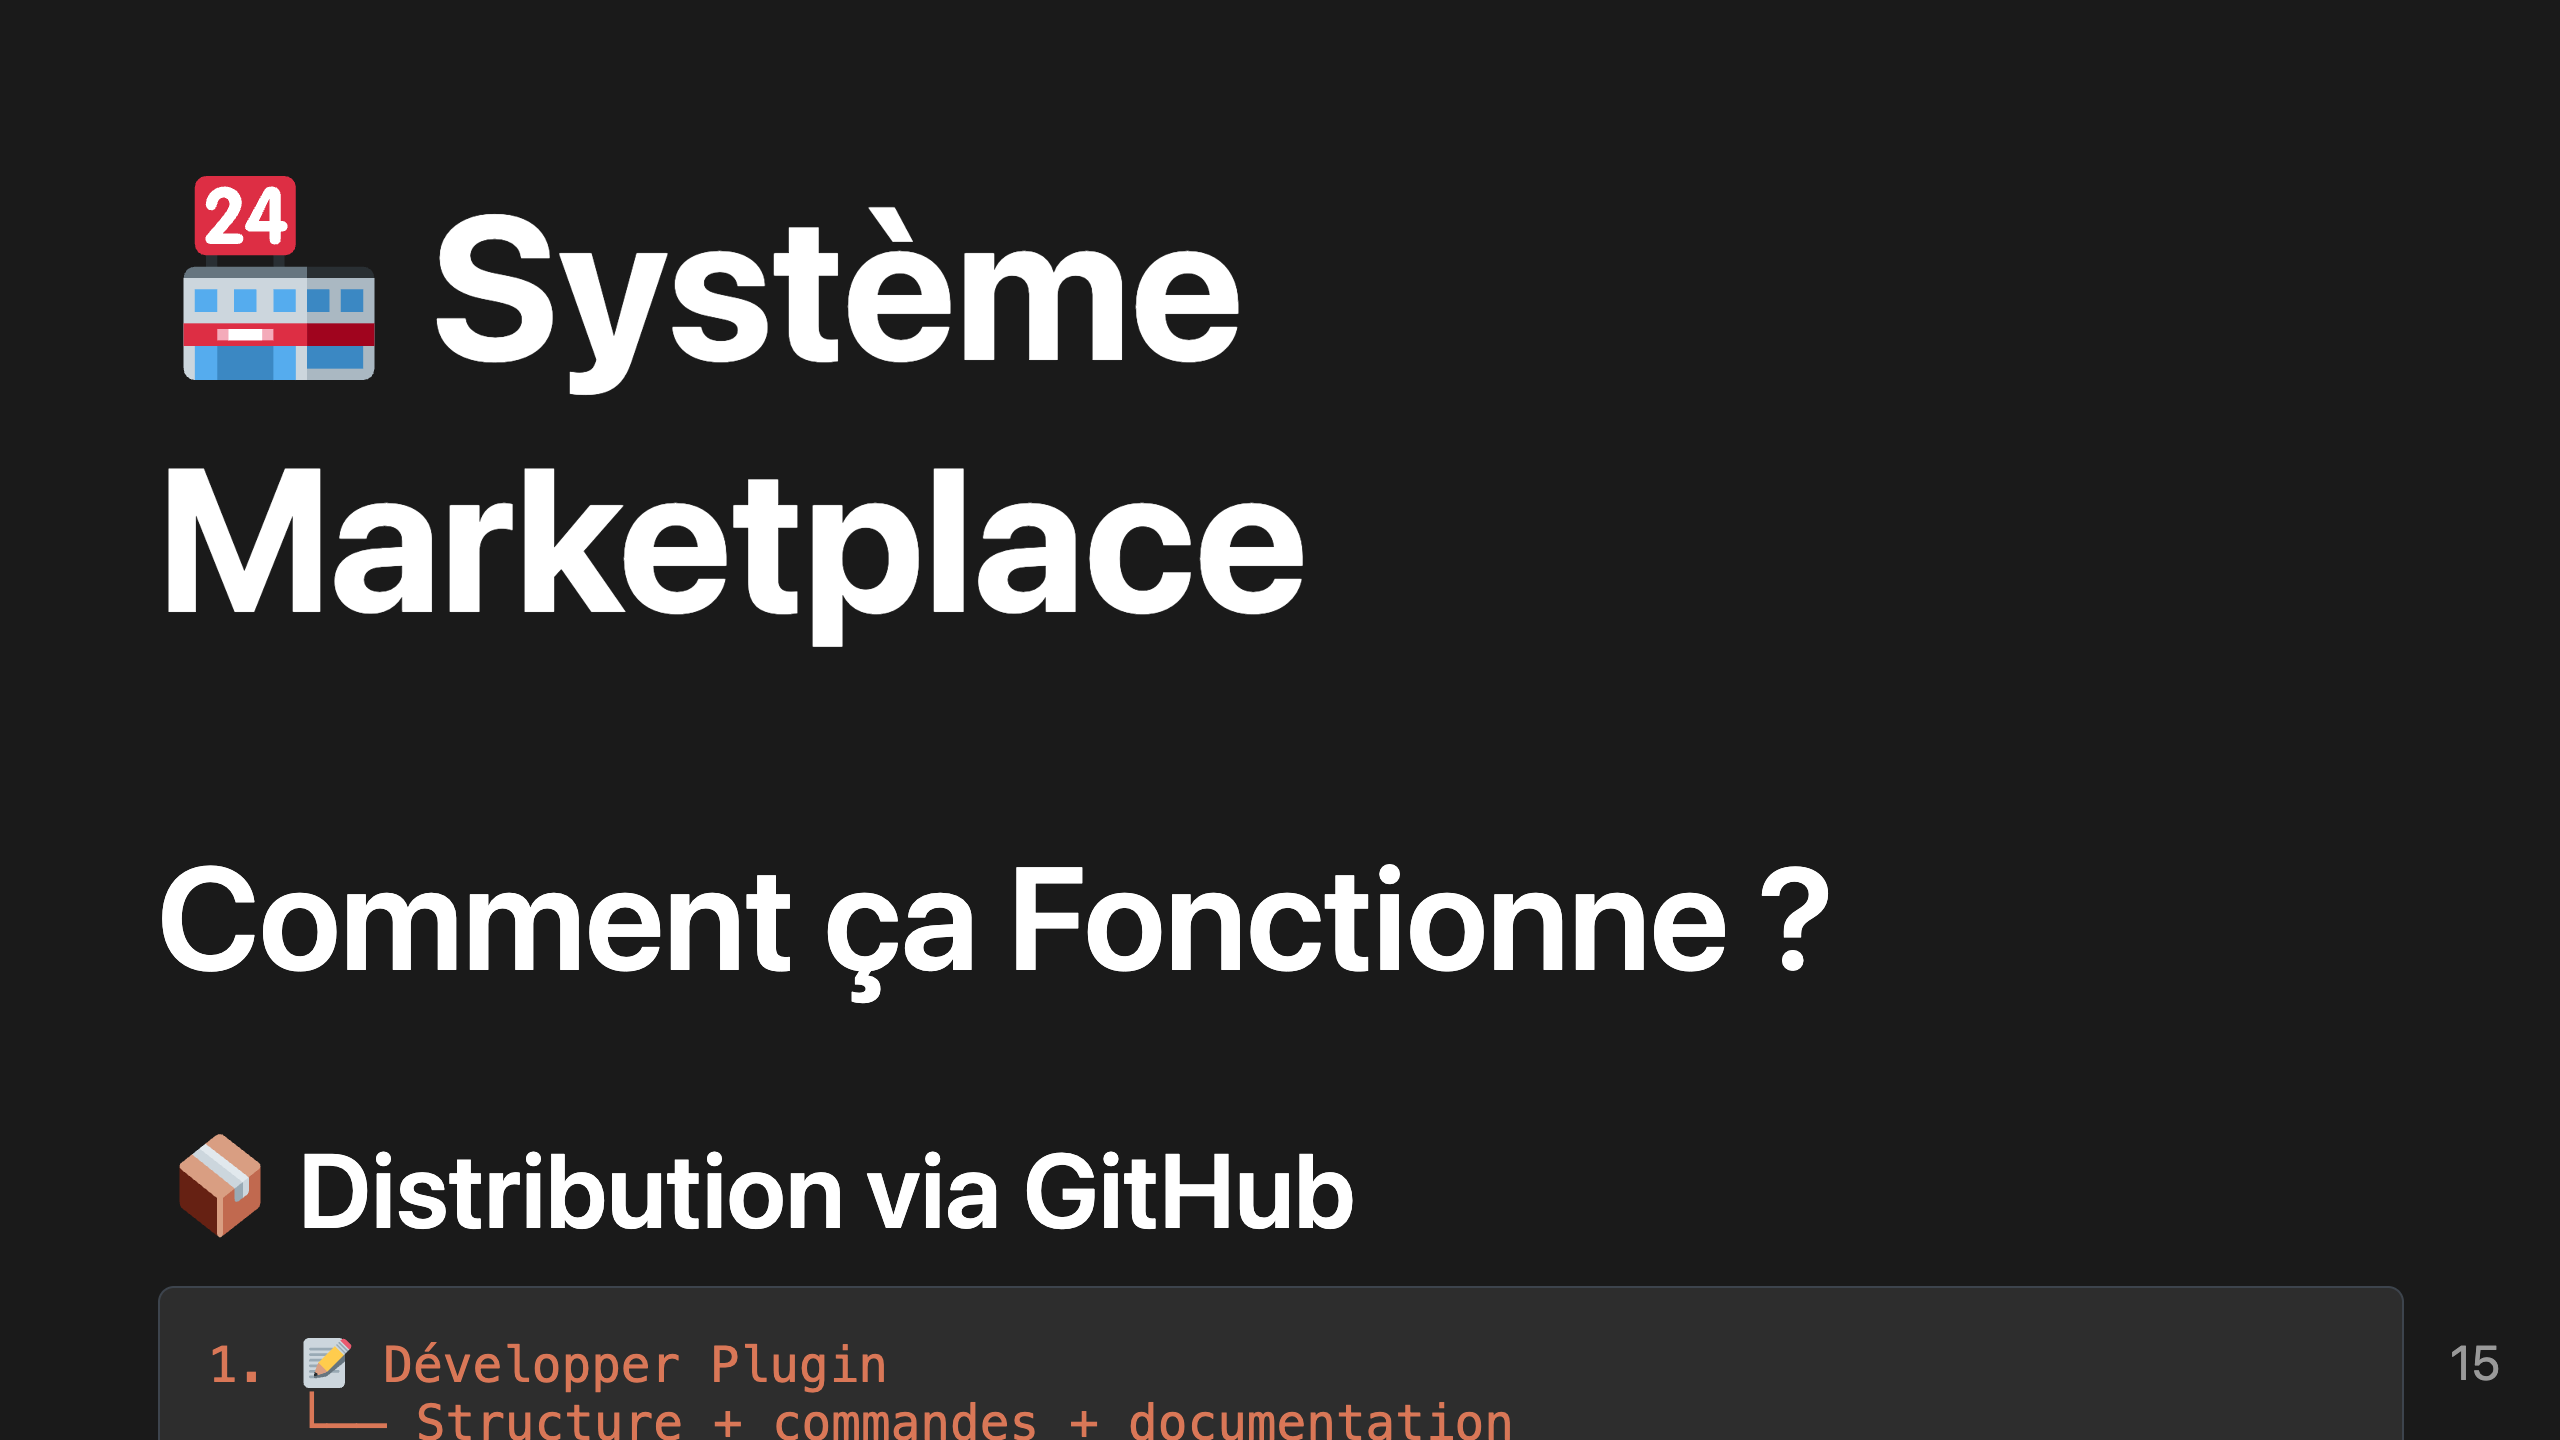 24
🏪 Système
Marketplace
Comment ça Fonctionne ?
📦 Distribution via GitHub
1. 📝 Développer Plugin
└── Structure + commandes + documentation
15